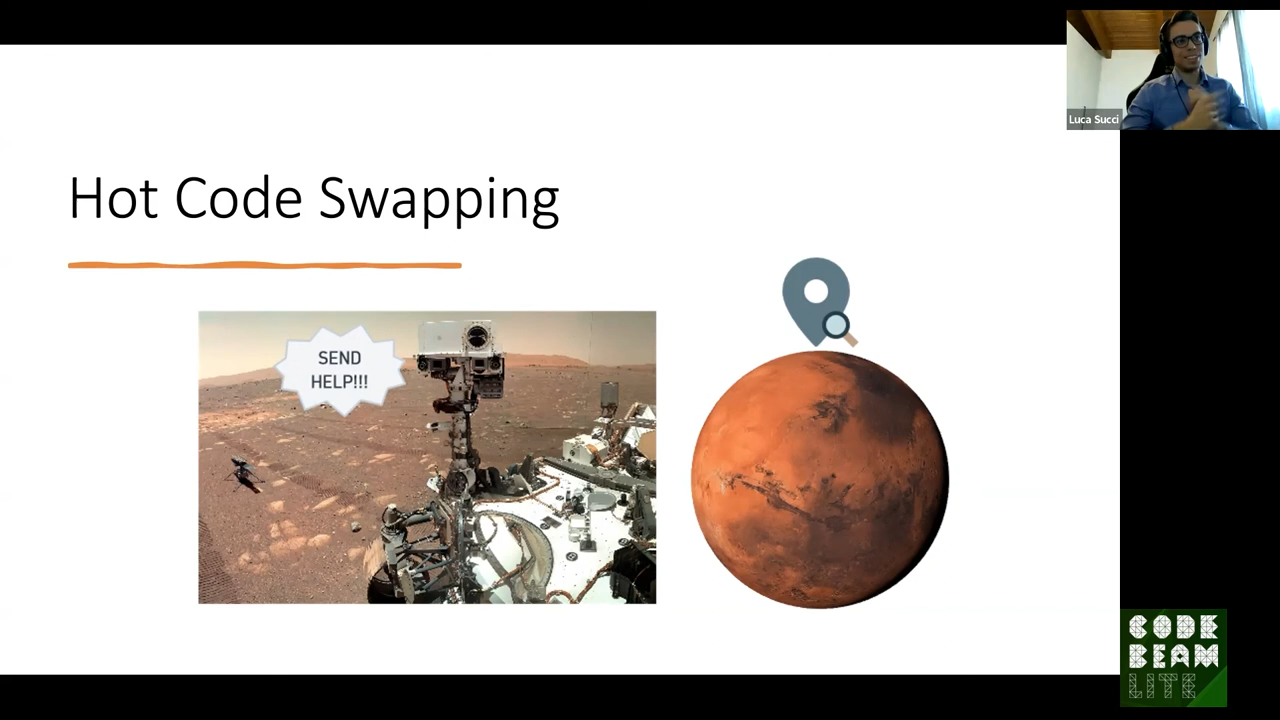 Hot Code Swapping
SEND
HELP!!!
Luca Succi
CODE
BEAM
LITE